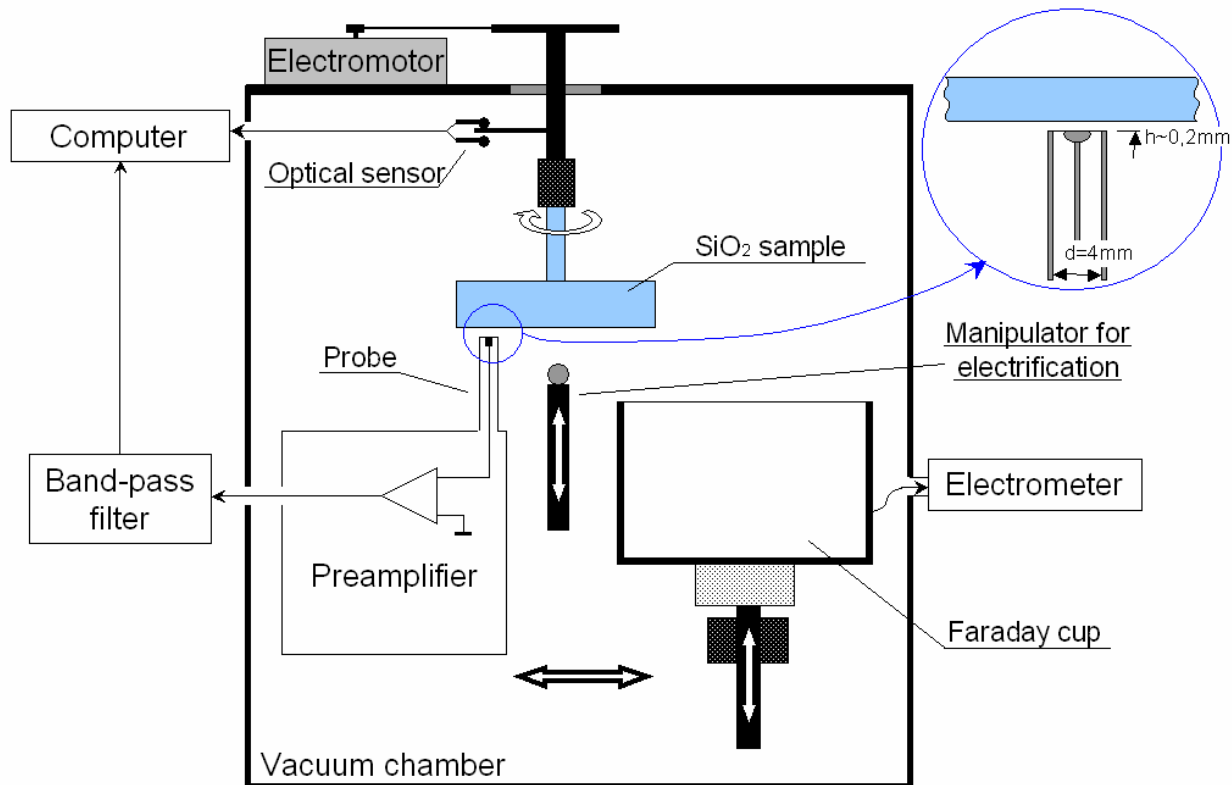 Electromotor
Computer
Optical sensor
h~0,2mm
d=4mm
SiO₂ sample
Probe
Manipulator for
electrification
Band-pass
filter
Electrometer
Preamplifier
Faraday cup
Vacuum chamber